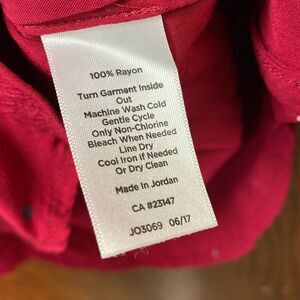 100% Rayon
Turn Garment Inside
Out
Machine Wash Cold
Gentle Cycle
Only Non-Chlorine
Bleach When Needed
Line Dry
Cool Iron if Needed
Or Dry Clean
Made in Jordan
CA #23147
JO3069 06/17